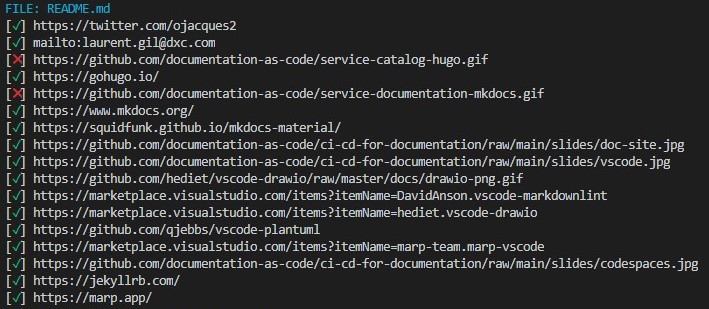 FILE: README.md
[✓] https://twitter.com/ojacques2
[✓] mailto:laurent.gil@dxc.com
[✗] https://github.com/documentation-as-code/service-catalog-hugo.gif
[✓] https://gohugo.io/
[✗] https://github.com/documentation-as-code/service-documentation-mkdocs.gif
[✓] https://www.mkdocs.org/
[✓] https://squidfunk.github.io/mkdocs-material/
[✓] https://github.com/documentation-as-code/ci-cd-for-documentation/raw/main/slides/doc-site.jpg
[✓] https://github.com/documentation-as-code/ci-cd-for-documentation/raw/main/slides/vscode.jpg
[✓] https://github.com/hediet/vscode-drawio/raw/master/docs/drawio-png.gif
[✓] https://marketplace.visualstudio.com/items?itemName=DavidAnson.vscode-markdownlint
[✓] https://marketplace.visualstudio.com/items?itemName=hediet.vscode-drawio
[✓] https://github.com/qjebbs/vscode-plantuml
[✓] https://marketplace.visualstudio.com/items?itemName=marp-team.marp-vscode
[✓] https://github.com/documentation-as-code/ci-cd-for-documentation/raw/main/slides/codespaces.jpg
[✓] https://jekyllrb.com/
[✓] https://marp.app/